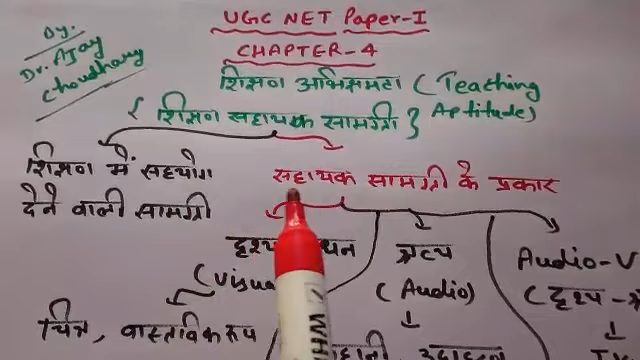 By.
Dr. Ajay
Choudhary
UGC NET Paper-I
CHAPTER-4
शिक्षण अभिक्षमता (Teaching
Aptitude)
{ शिक्षण सहायक सामग्री }
शिक्षण में सहयोग
देने वाली सामग्री
सहायक सामग्री के प्रकार
श्रव्य
(Audio)
Audio-V
चित्र, वास्तविक रूप